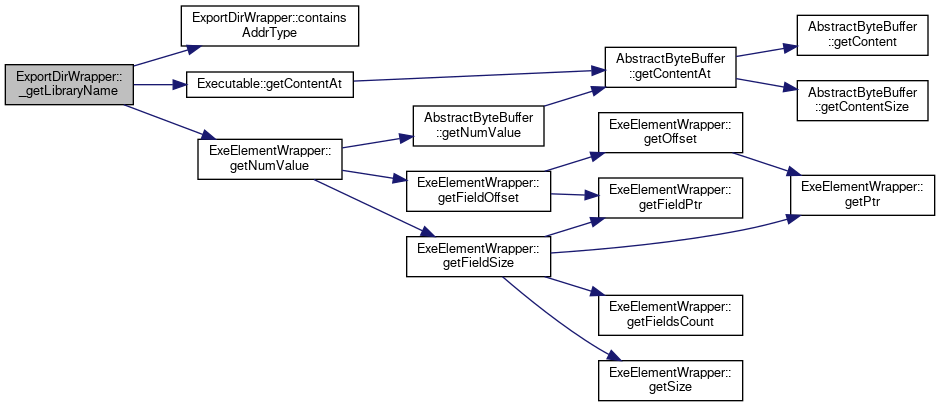 ExportDirWrapper::contains
AddrType
ExportDirWrapper::
_getLibraryName
Executable::getContentAt
ExeElementWrapper::
getNumValue
AbstractByteBuffer
::getNumValue
ExeElementWrapper::
getFieldOffset
ExeElementWrapper::
getFieldSize
AbstractByteBuffer
::getContentAt
ExeElementWrapper::
getOffset
ExeElementWrapper::
getFieldPtr
ExeElementWrapper::
getFieldsCount
ExeElementWrapper::
getSize
AbstractByteBuffer
::getContent
AbstractByteBuffer
::getContentSize
ExeElementWrapper::
getPtr